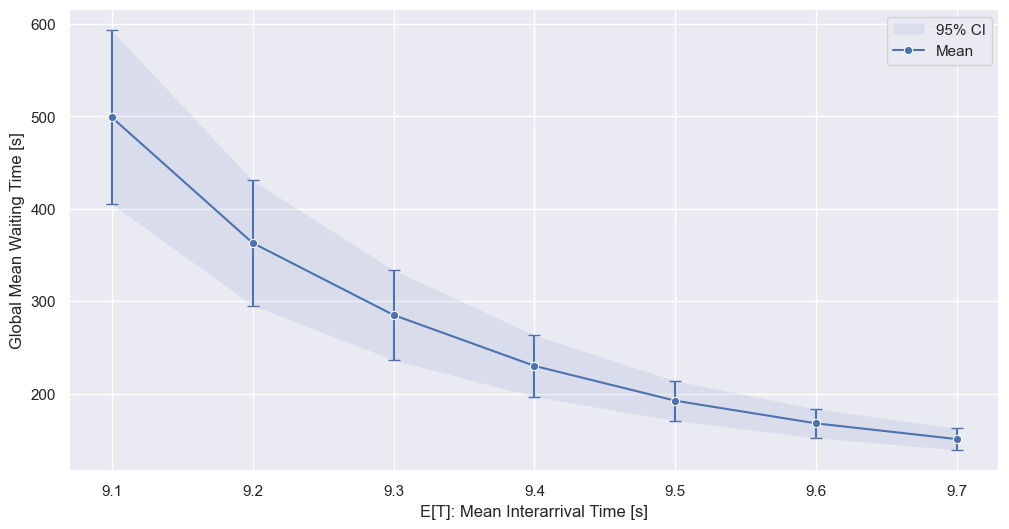 600
500
400
300
200
Global Mean Waiting Time [s]
95% CI
Mean
9.1 9.2 9.3 9.4 9.5 9.6 9.7
E[T]: Mean Interarrival Time [s]